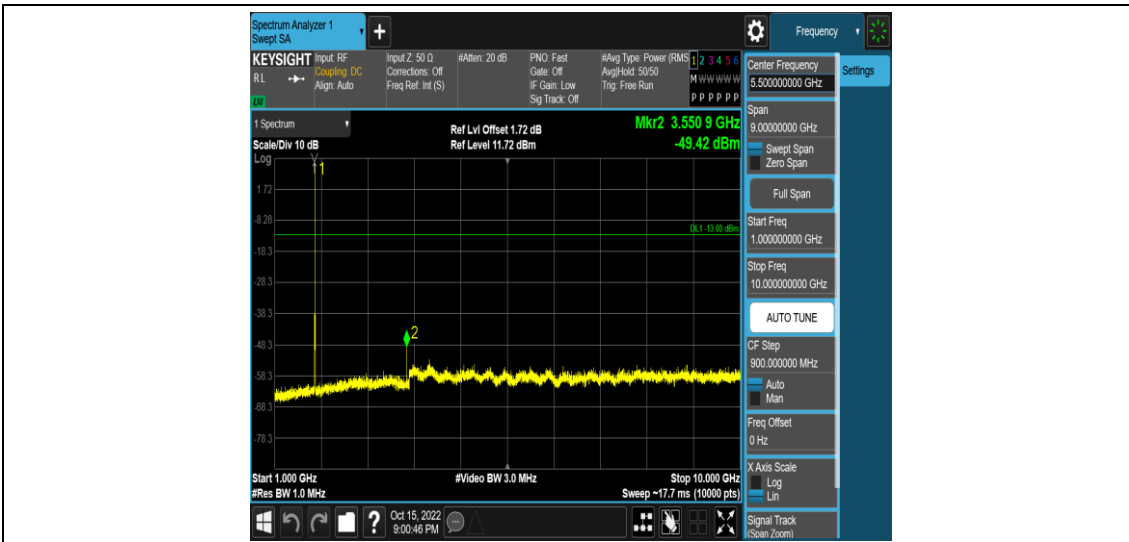 Spectrum Analyzer 1
Swept SA
+
Frequency
KEYSIGHT
Input: RF
Coupling: DC
Align: Auto
RL
LNI
Input Z: 50 Ω
Corrections: Off
Freq Ref: Int (S)
#Atten: 20 dB
PNO: Fast
Gate: Off
IF Gain: Low
Sig Track: Off
#Avg Type: Power (RMS
Avg|Hold: 50/50
Trig: Free Run
1 2 3 4 5 6
M W W W W W
P P P P P P
1 Spectrum
Scale/Div 10 dB
Log
Ref Lvl Offset 1.72 dB
Ref Level 11.72 dBm
Mkr2 3.550 9 GHz
-49.42 dBm
1
1.72
-8.28
DL1 -13.00 dBm
-18.3
-28.3
-38.3
2
-48.3
-58.3
-68.3
-78.3
Start 1.000 GHz
#Video BW 3.0 MHz
Stop 10.000 GHz
#Res BW 1.0 MHz
Sweep ~17.7 ms (10000 pts)
?
Oct 15, 2022
9:00:46 PM
Center Frequency
5.500000000 GHz
Settings
Span
9.00000000 GHz
Swept Span
Zero Span
Full Span
Start Freq
1.000000000 GHz
Stop Freq
10.000000000 GHz
AUTO TUNE
CF Step
900.000000 MHz
Auto
Man
Freq Offset
0 Hz
X Axis Scale
Log
Lin
Signal Track
(Span Zoom)